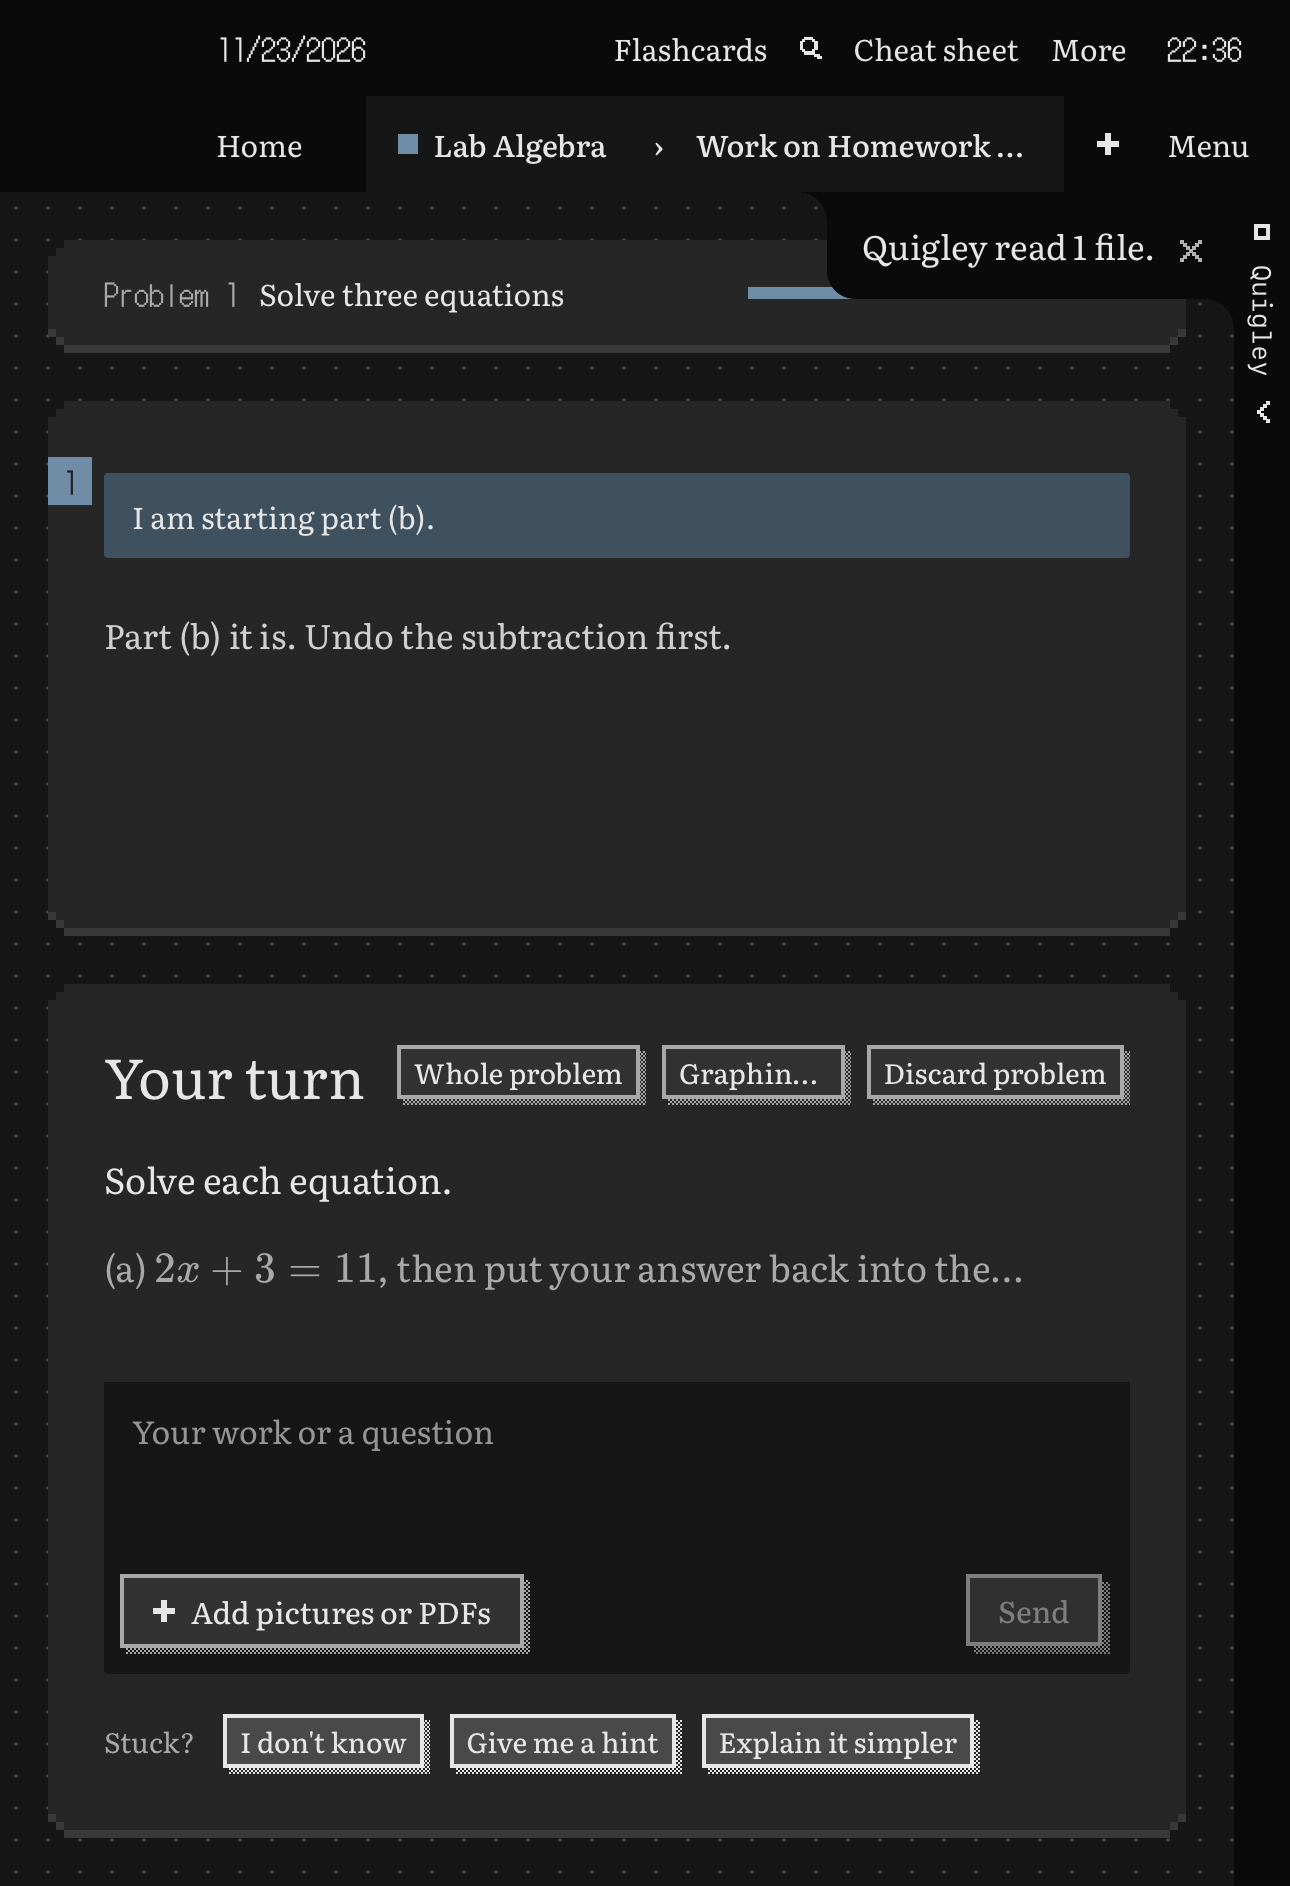 11/23/2026 Flashcards Cheat sheet More 22:36
Home Lab Algebra › Work on Homework ... Menu
Quigley read 1 file.
Quigley
Problem 1 Solve three equations
1
I am starting part (b).
Part (b) it is. Undo the subtraction first.
Your turn Whole problem Graphin... Discard problem
Solve each equation.
(a) 2x + 3 = 11, then put your answer back into the...
Your work or a question
Add pictures or PDFs Send
Stuck? I don't know Give me a hint Explain it simpler